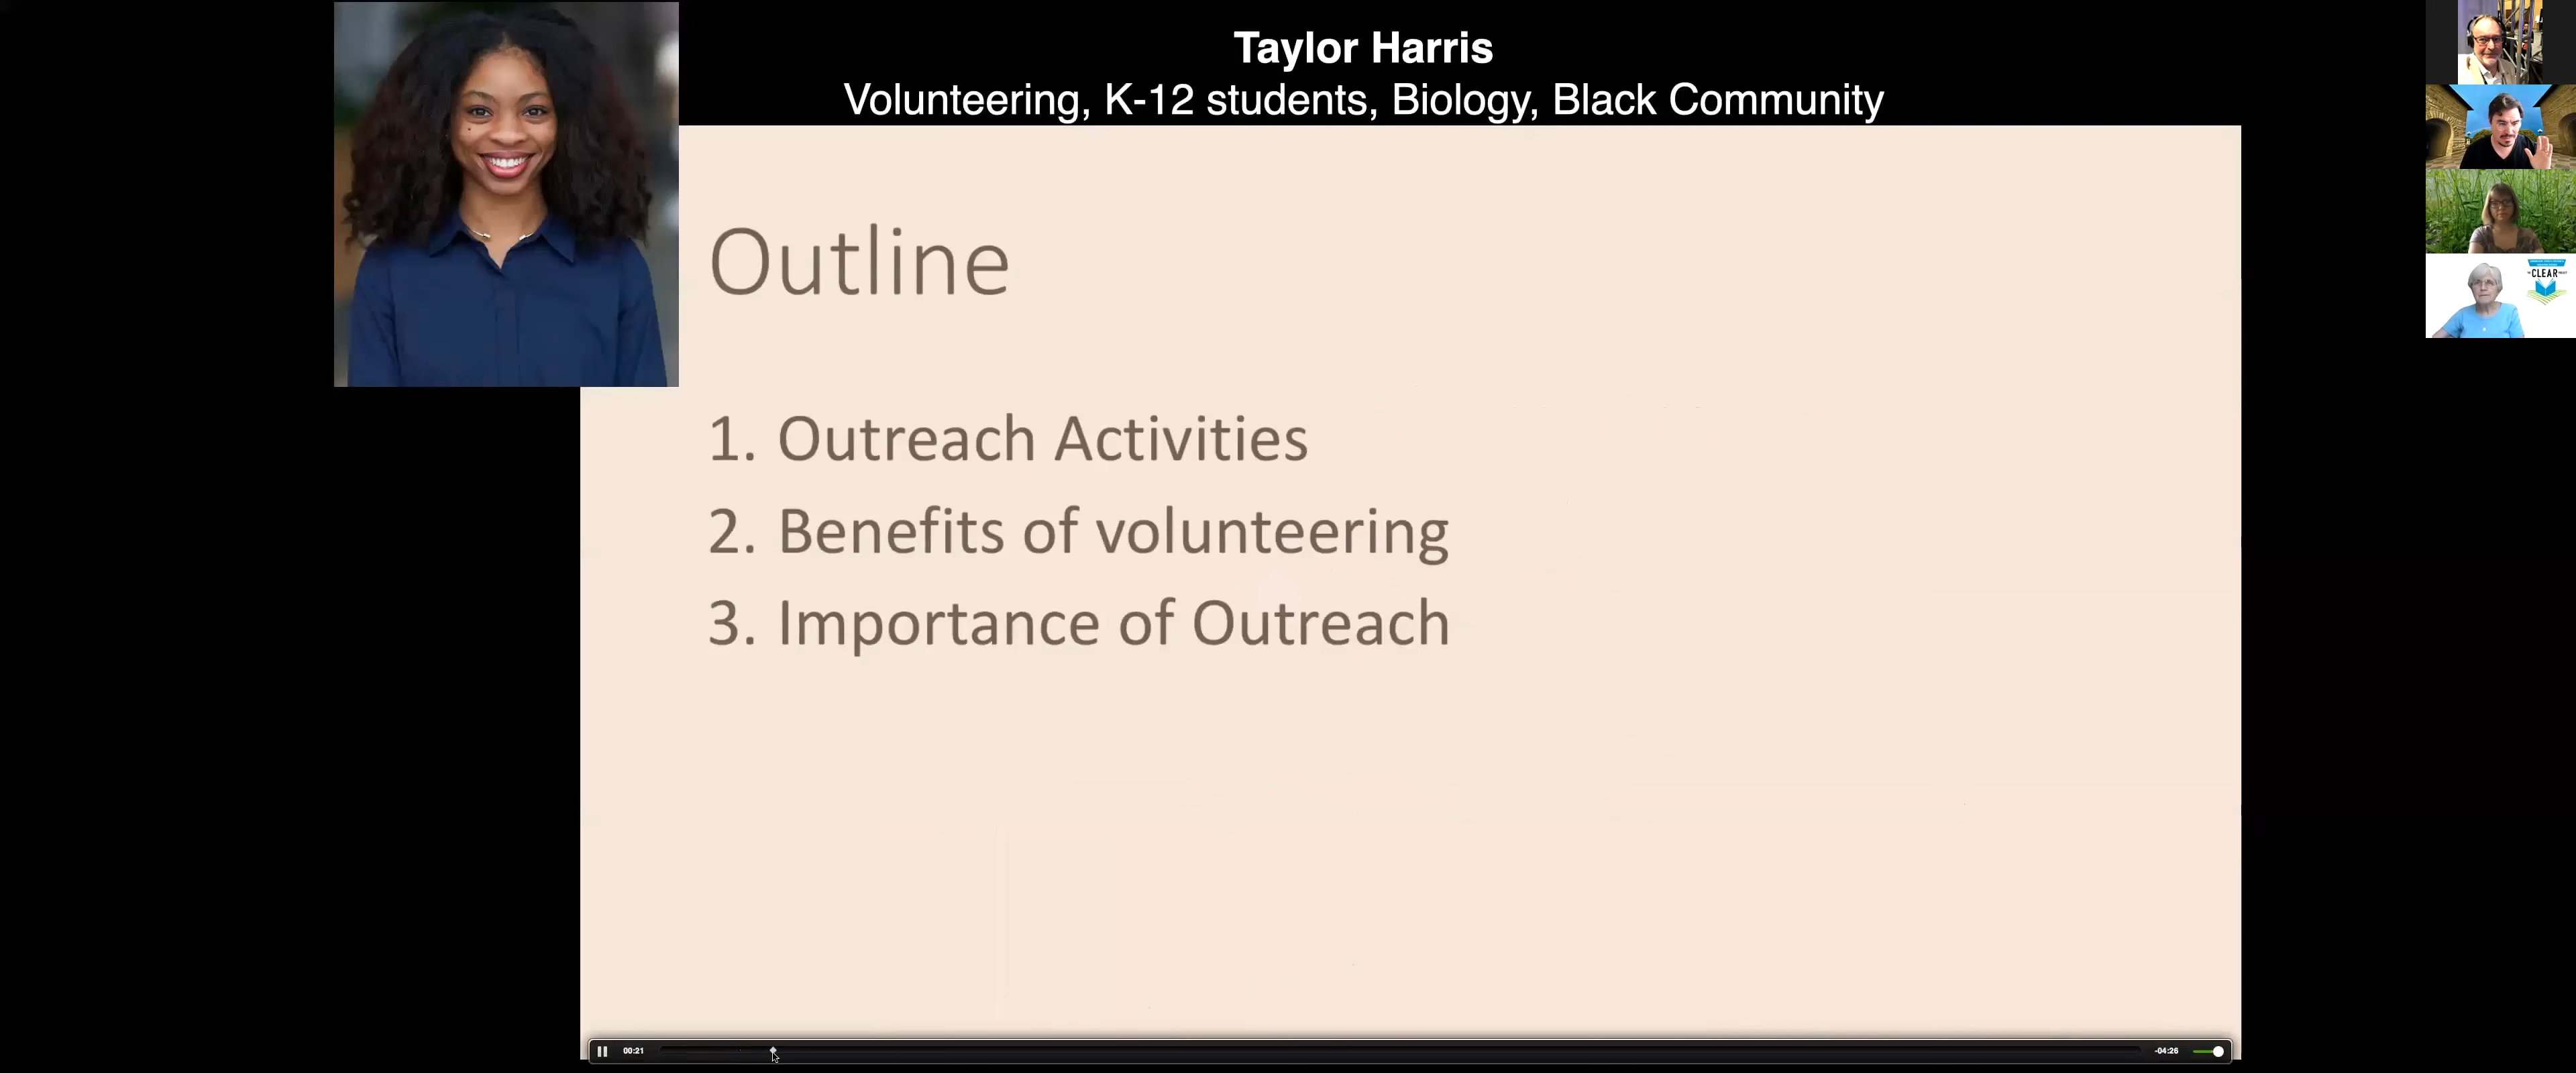 Taylor Harris
Volunteering, K-12 students, Biology, Black Community
CLEAR
Outline
1. Outreach Activities
2. Benefits of volunteering
3. Importance of Outreach
00:21
-04:26